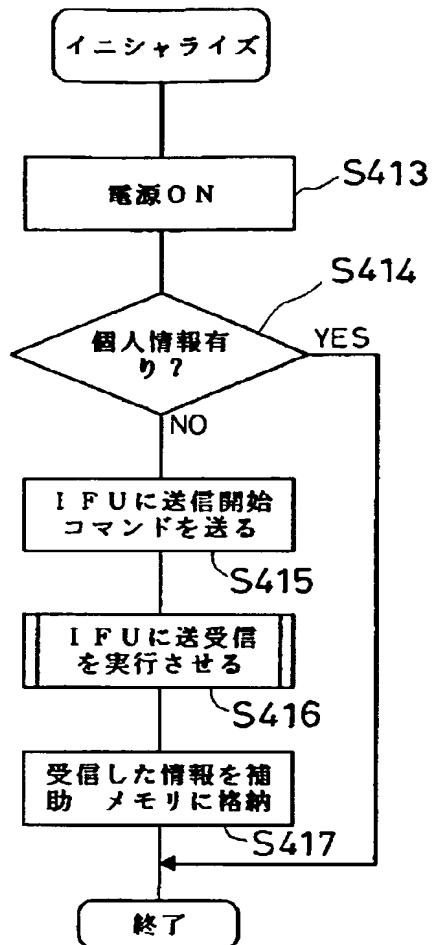 イニシャライズ
電源ON
S413
S414
個人情報有
り?
YES
NO
IFUに送信開始
コマンドを送る
S415
IFUに送受信
を実行させる
S416
受信した情報を補
助 メモリに格納
S417
終了